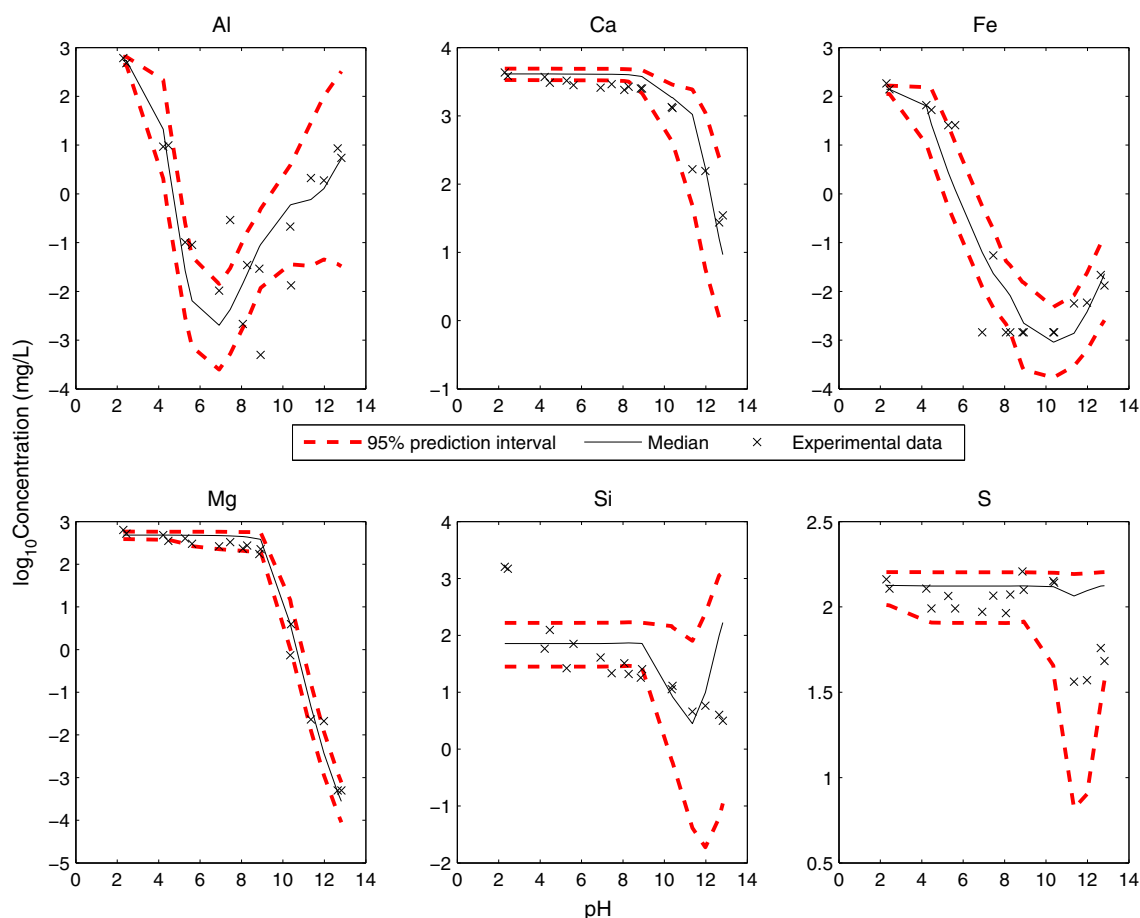 Al Ca Fe
3 4 3
2 2
1 3 1
0 2 0
−1 −1
−2 1 −2
−3 0 −3
−4 −1 −4
0 2 4 6 8 10 12 14 0 2 4 6 8 10 12 14 0 2 4 6 8 10 12 14
95% prediction interval Median Experimental data
log10Concentration (mg/L)
Mg Si S
3 4 2.5
2 3
1 2 2
0
−1 1 1.5
−2 0
−3 1
−4 −1
−5 −2 0.5
0 2 4 6 8 10 12 14 0 2 4 6 8 10 12 14 0 2 4 6 8 10 12 14
pH